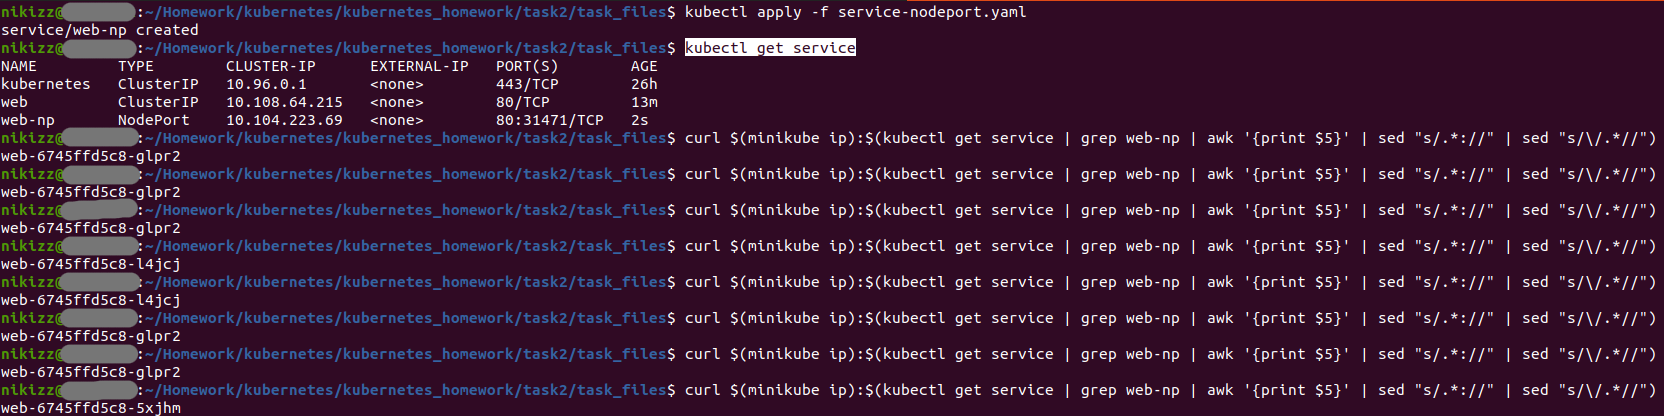 nikizz@:~/Homework/kubernetes/kubernetes_homework/task2/task_files$ kubectl apply -f service-nodeport.yaml
service/web-np created
nikizz@:~/Homework/kubernetes/kubernetes_homework/task2/task_files$ kubectl get service
NAME         TYPE        CLUSTER-IP      EXTERNAL-IP   PORT(S)        AGE
kubernetes   ClusterIP   10.96.0.1       <none>        443/TCP        26h
web          ClusterIP   10.108.64.215   <none>        80/TCP         13m
web-np       NodePort    10.104.223.69   <none>        80:31471/TCP   2s
nikizz@:~/Homework/kubernetes/kubernetes_homework/task2/task_files$ curl $(minikube ip):$(kubectl get service | grep web-np | awk '{print $5}' | sed "s/.*://" | sed "s/\/.*//")
web-6745ffd5c8-glpr2
nikizz@:~/Homework/kubernetes/kubernetes_homework/task2/task_files$ curl $(minikube ip):$(kubectl get service | grep web-np | awk '{print $5}' | sed "s/.*://" | sed "s/\/.*//")
web-6745ffd5c8-glpr2
nikizz@:~/Homework/kubernetes/kubernetes_homework/task2/task_files$ curl $(minikube ip):$(kubectl get service | grep web-np | awk '{print $5}' | sed "s/.*://" | sed "s/\/.*//")
web-6745ffd5c8-glpr2
nikizz@:~/Homework/kubernetes/kubernetes_homework/task2/task_files$ curl $(minikube ip):$(kubectl get service | grep web-np | awk '{print $5}' | sed "s/.*://" | sed "s/\/.*//")
web-6745ffd5c8-l4jcj
nikizz@:~/Homework/kubernetes/kubernetes_homework/task2/task_files$ curl $(minikube ip):$(kubectl get service | grep web-np | awk '{print $5}' | sed "s/.*://" | sed "s/\/.*//")
web-6745ffd5c8-l4jcj
nikizz@:~/Homework/kubernetes/kubernetes_homework/task2/task_files$ curl $(minikube ip):$(kubectl get service | grep web-np | awk '{print $5}' | sed "s/.*://" | sed "s/\/.*//")
web-6745ffd5c8-glpr2
nikizz@:~/Homework/kubernetes/kubernetes_homework/task2/task_files$ curl $(minikube ip):$(kubectl get service | grep web-np | awk '{print $5}' | sed "s/.*://" | sed "s/\/.*//")
web-6745ffd5c8-glpr2
nikizz@:~/Homework/kubernetes/kubernetes_homework/task2/task_files$ curl $(minikube ip):$(kubectl get service | grep web-np | awk '{print $5}' | sed "s/.*://" | sed "s/\/.*//")
web-6745ffd5c8-5xjhm